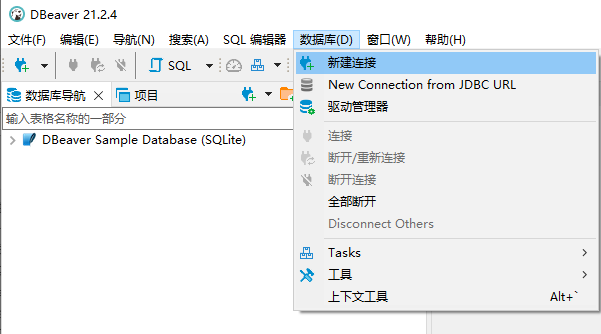 DBeaver 21.2.4
文件(F) 编辑(E) 导航(N) 搜索(A) SQL 编辑器 数据库(D) 窗口(W) 帮助(H)
SQL
数据库导航 项目
输入表格名称的一部分
DBeaver Sample Database (SQLite)
新建连接
New Connection from JDBC URL
驱动管理器
连接
断开/重新连接
断开连接
全部断开
Disconnect Others
Tasks
工具
上下文工具 Alt+`